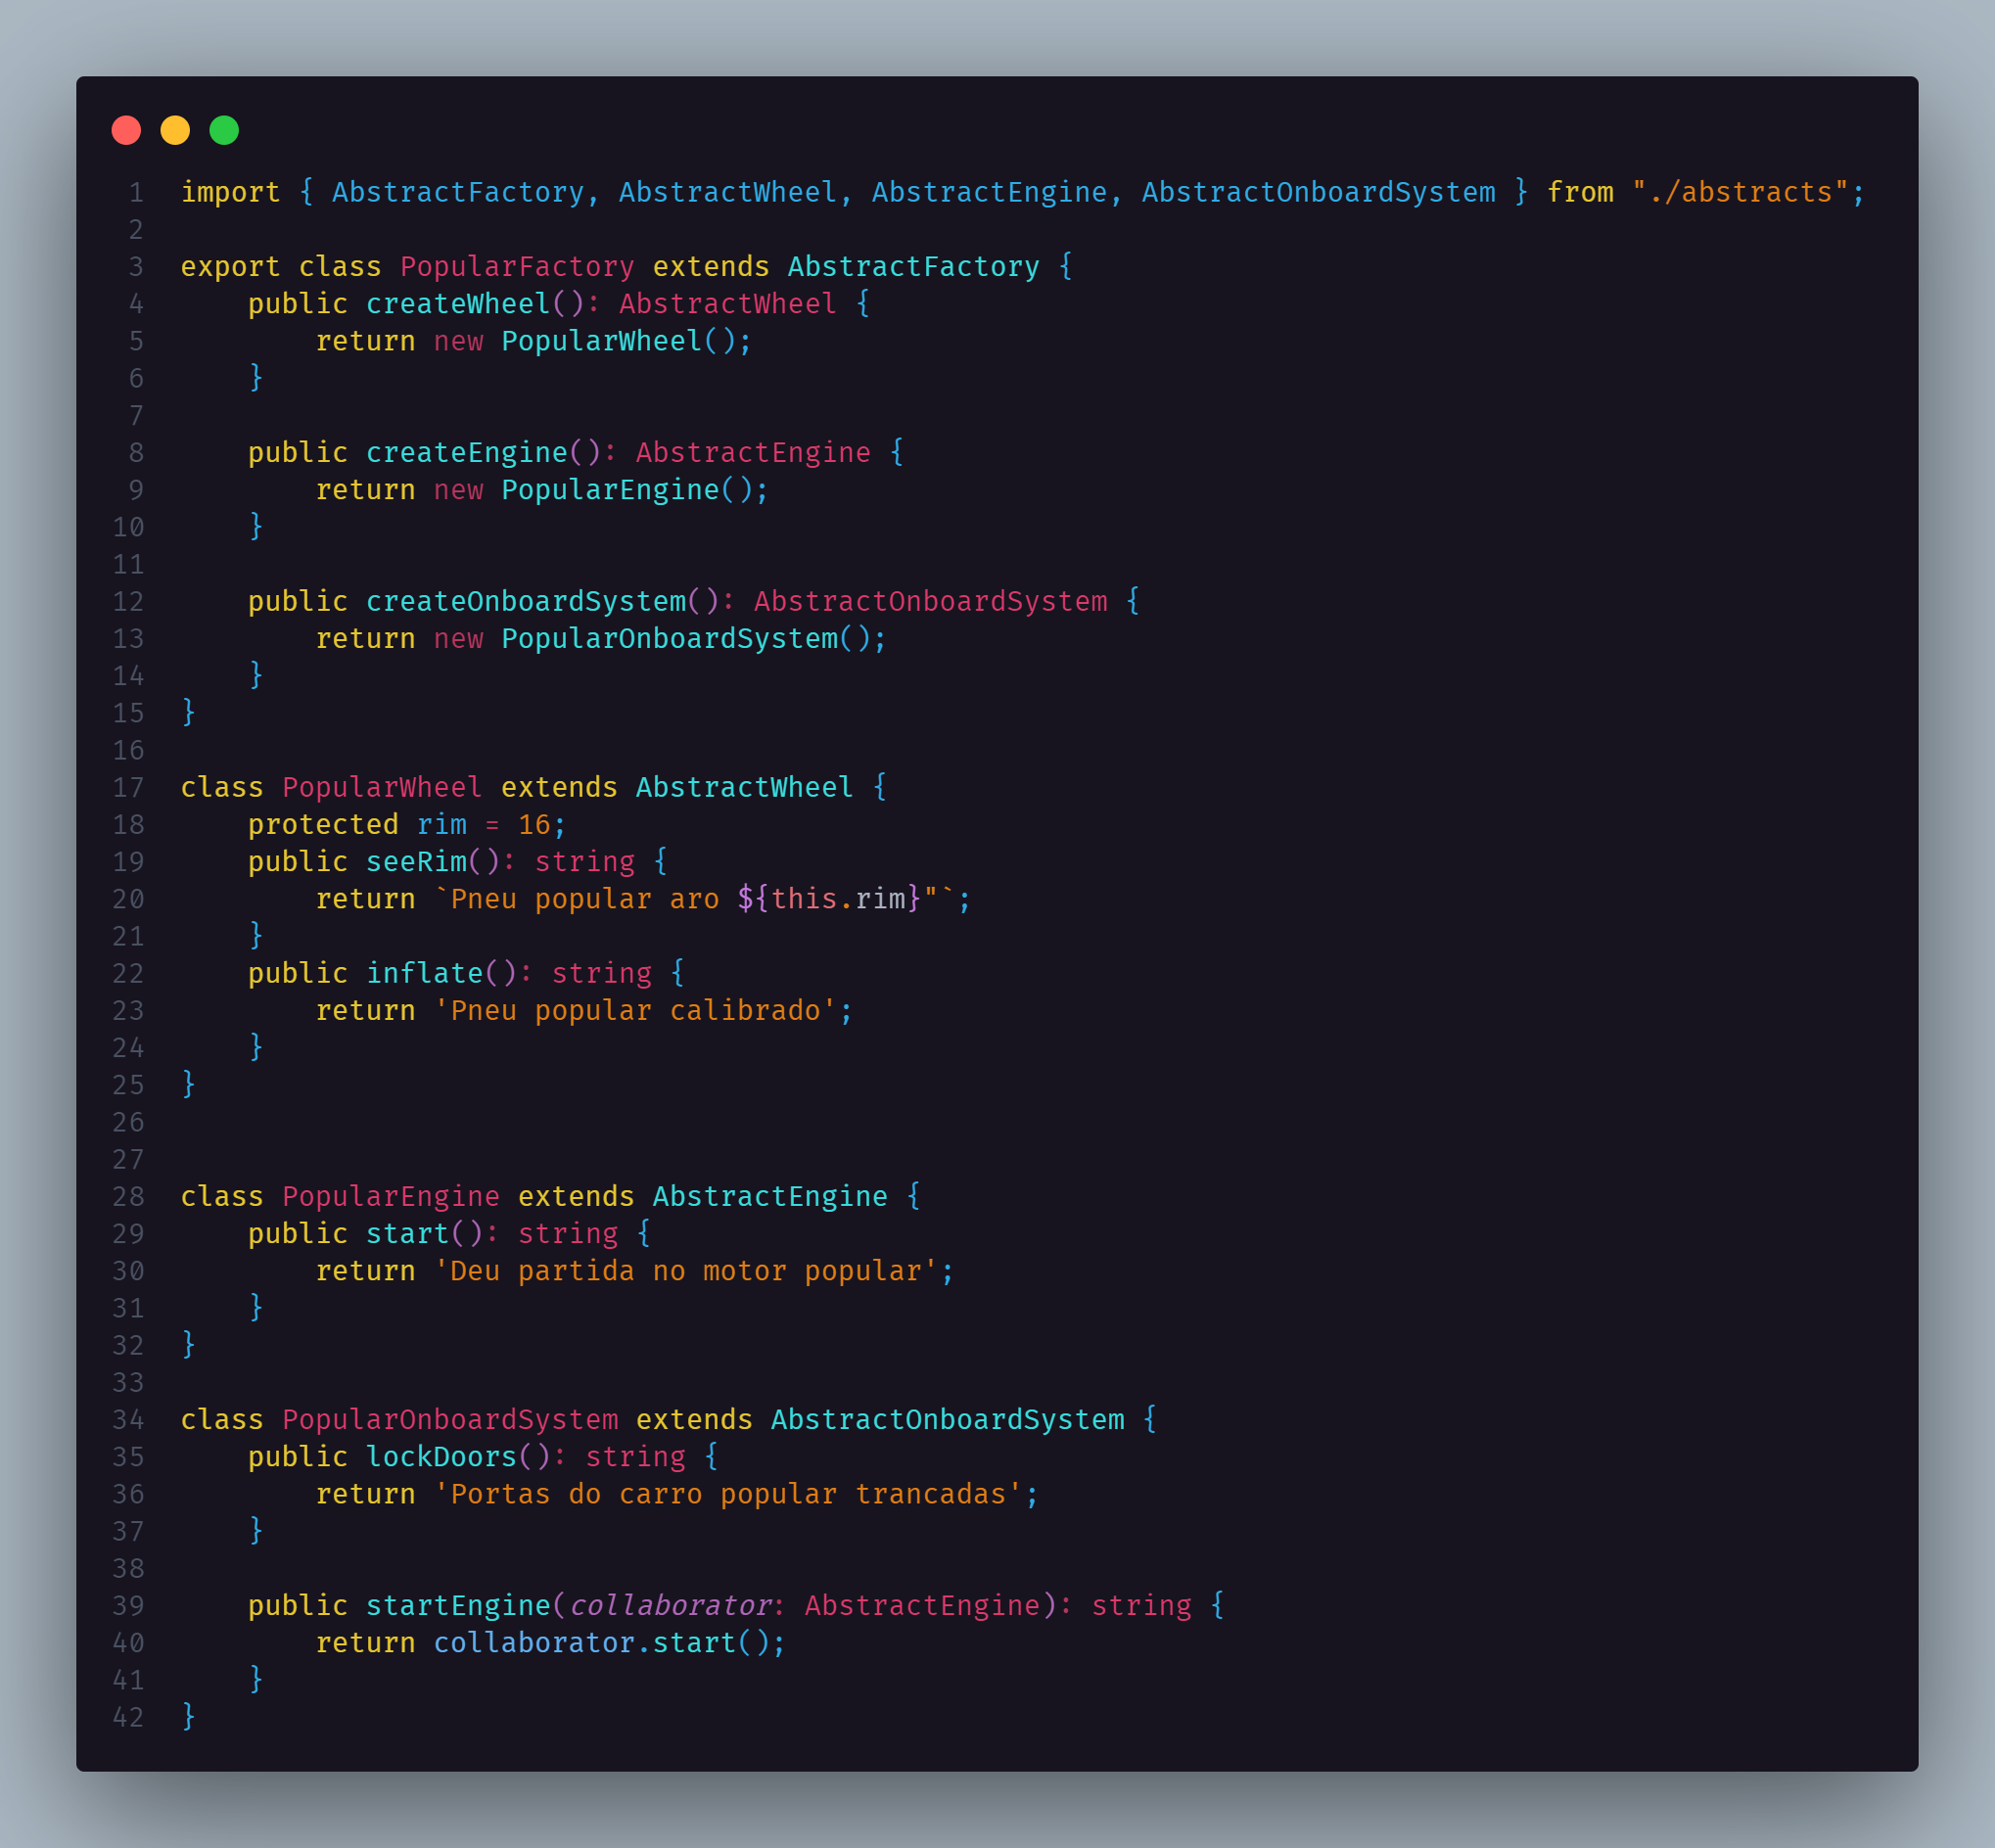 1 import { AbstractFactory, AbstractWheel, AbstractEngine, AbstractOnboardSystem } from "./abstracts";
2
3 export class PopularFactory extends AbstractFactory {
4     public createWheel(): AbstractWheel {
5         return new PopularWheel();
6     }
7
8     public createEngine(): AbstractEngine {
9         return new PopularEngine();
10     }
11
12     public createOnboardSystem(): AbstractOnboardSystem {
13         return new PopularOnboardSystem();
14     }
15 }
16
17 class PopularWheel extends AbstractWheel {
18     protected rim = 16;
19     public seeRim(): string {
20         return `Pneu popular aro ${this.rim}"`;
21     }
22     public inflate(): string {
23         return 'Pneu popular calibrado';
24     }
25 }
26
27
28 class PopularEngine extends AbstractEngine {
29     public start(): string {
30         return 'Deu partida no motor popular';
31     }
32 }
33
34 class PopularOnboardSystem extends AbstractOnboardSystem {
35     public lockDoors(): string {
36         return 'Portas do carro popular trancadas';
37     }
38
39     public startEngine(collaborator: AbstractEngine): string {
40         return collaborator.start();
41     }
42 }